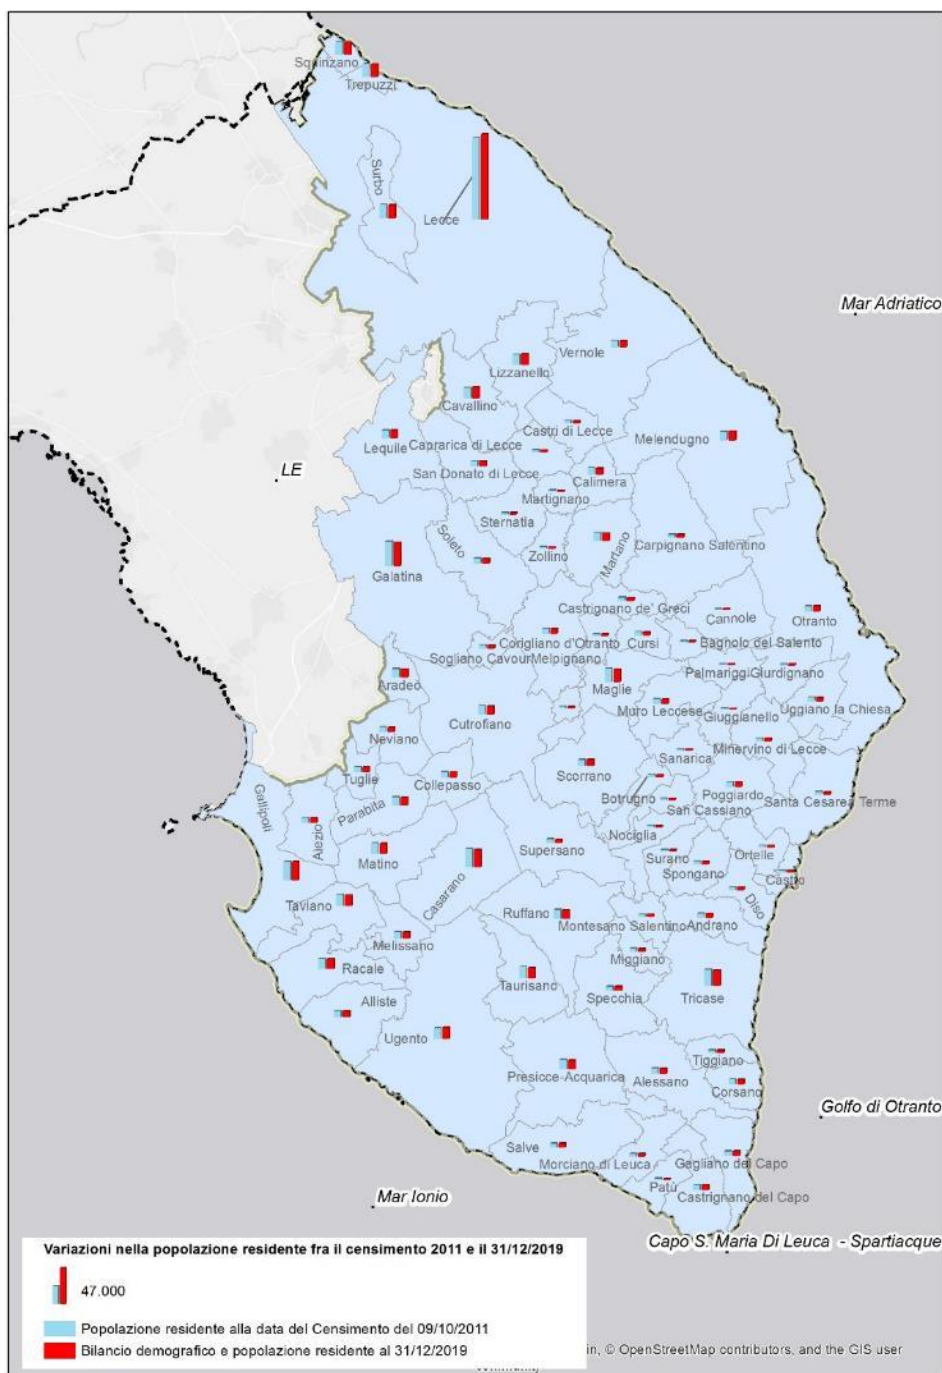 Squinzano
Trepuzzi
Surbo
Lecce
Mar Adriatico
Vernole
Lizzanello
Cavallino
Castri di Lecce
Lequile
Caprarica di Lecce
Melendugno
LE
San Donato di Lecce
Calimera
Martignano
Sternatia
Soleto
Zollino
Martano
Carpignano Salentino
Galatina
Castrignano de' Greci
Cannole
Otranto
Corigliano d'Otranto
Cursi
Bagnolo del Salento
Sogliano Cavour
Melpignano
Palmariggi
Giurdignano
Aradeo
Maglie
Muro Leccese
Giuggianello
Uggiano la Chiesa
Cutrofiano
Neviano
Sanarica
Minervino di Lecce
Tuglie
Collepasso
Scorrano
Botrugno
Poggiardo
San Cassiano
Santa Cesarea Terme
Gallipoli
Alezio
Parabita
Nociglia
Matino
Supersano
Surano
Ortelle
Spongano
Castro
Casarano
Diso
Taviano
Ruffano
Montesano Salentino
Andrano
Melissano
Miggiano
Racale
Taurisano
Specchia
Tricase
Alliste
Ugento
Tiggiano
Presicce-Acquarica
Alessano
Corsano
Golfo di Otranto
Salve
Morciano di Leuca
Gagliano del Capo
Patù
Castrignano del Capo
Mar Ionio
Capo S. Maria Di Leuca - Spartiacque
Variazioni nella popolazione residente fra il censimento 2011 e il 31/12/2019
47.000
Popolazione residente alla data del Censimento del 09/10/2011
Bilancio demografico e popolazione residente al 31/12/2019
in, © OpenStreetMap contributors, and the GIS user